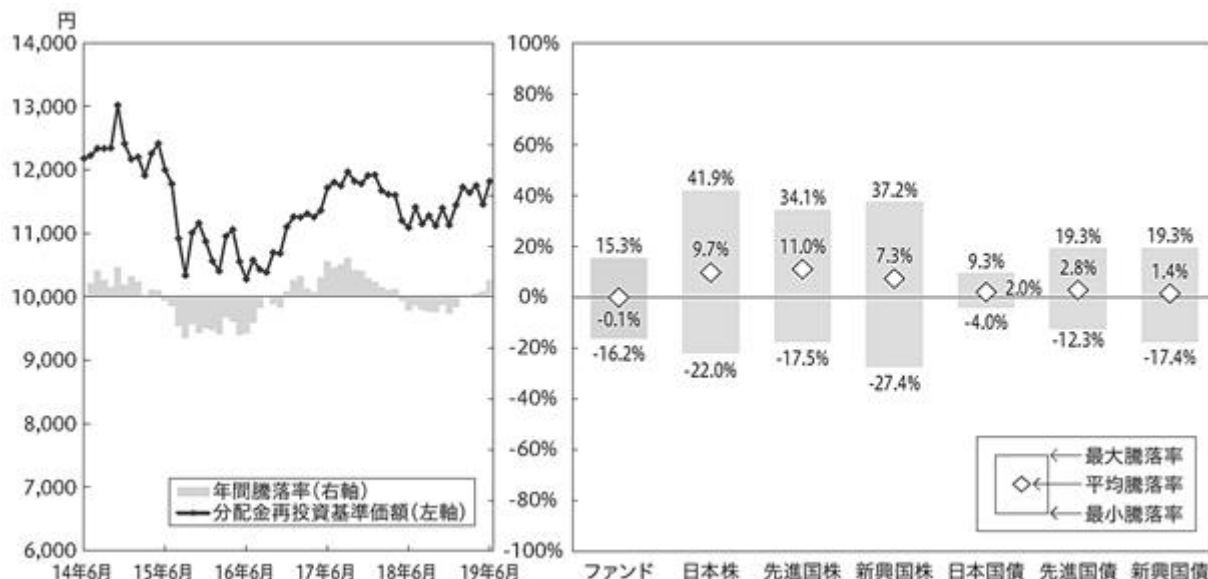 円
14,000
13,000
12,000
11,000
10,000
9,000
8,000
7,000
6,000
年間騰落率(右軸)
分配金再投資基準価額(左軸)
14年6月 15年6月 16年6月 17年6月 18年6月 19年6月
100%
80%
60%
40%
20%
0%
-20%
-40%
-60%
-80%
-100%
41.9%
37.2%
34.1%
19.3% 19.3%
15.3%
9.7% 11.0% 7.3% 9.3% 2.8% 1.4%
2.0%
-0.1% -4.0%
-16.2% -22.0% -17.5% -27.4% -12.3% -17.4%
最大騰落率
平均騰落率
最小騰落率
ファンド 日本株 先進国株 新興国株 日本国債 先進国債 新興国債